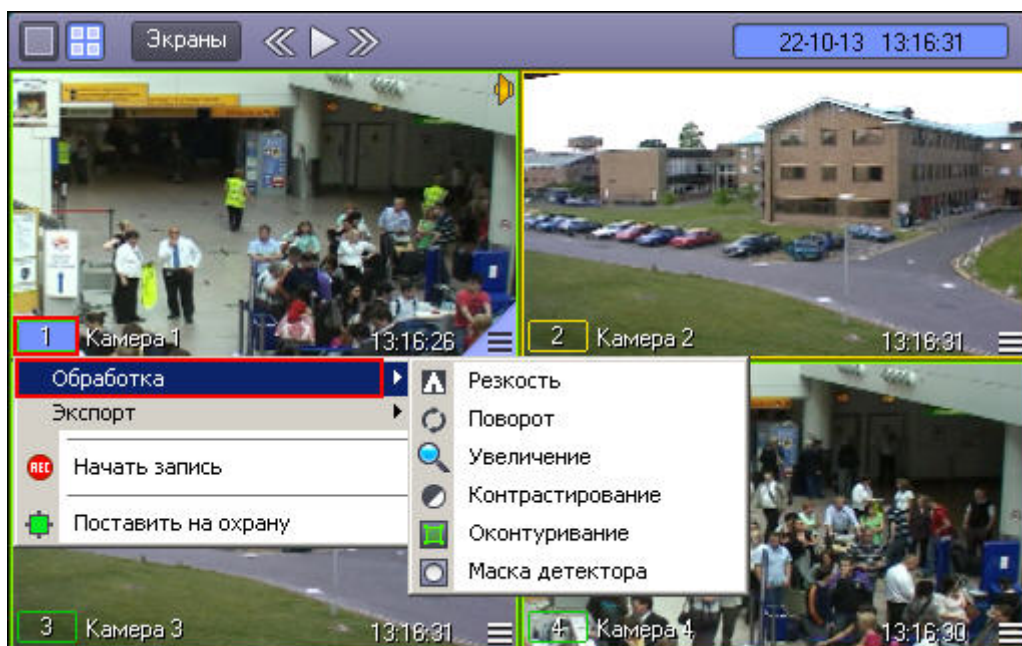 Экраны
22-10-13 13:16:31
1 Камера 1 13:16:26
2 Камера 2 13:16:31
Обработка
Экспорт
REC Начать запись
Поставить на охрану
Резкость
Поворот
Увеличение
Контрастирование
Оконтуривание
Маска детектора
3 Камера 3 13:16:31
4 Камера 4 13:16:30